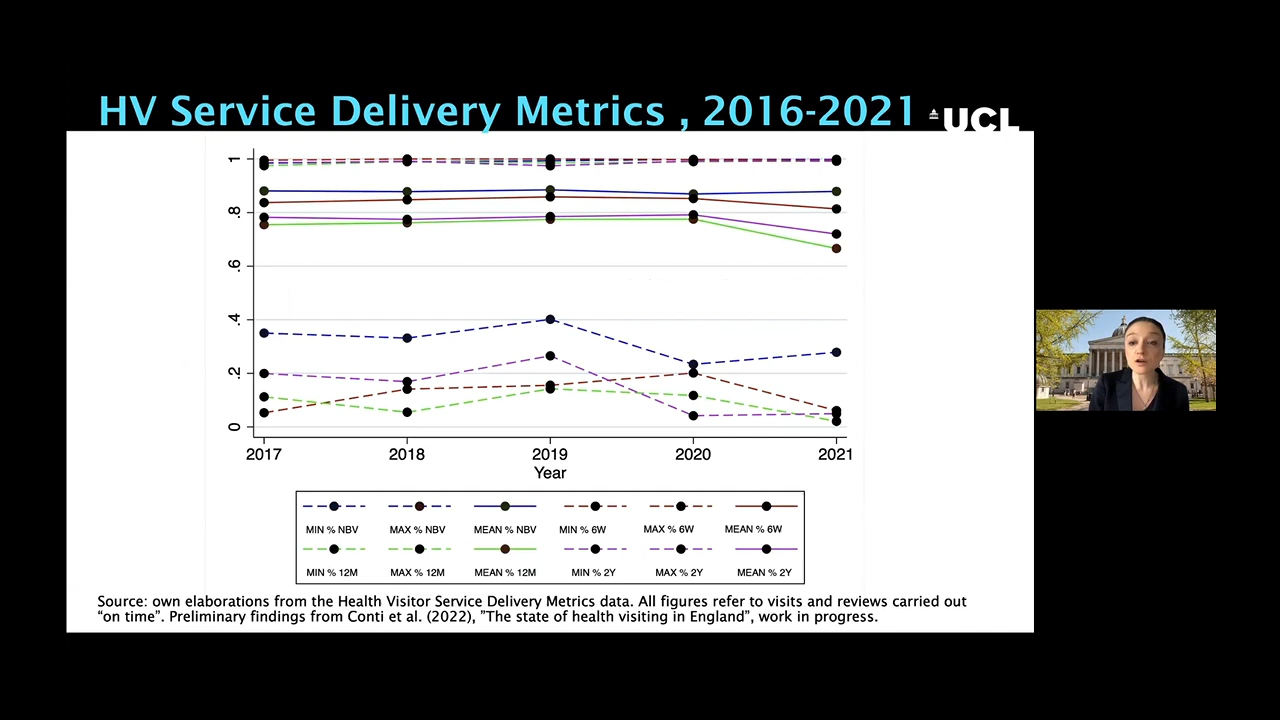 HV Service Delivery Metrics , 2016-2021
UCL
1
.8
.6
.4
.2
0
2017 2018 2019 2020 2021
Year
MIN % NBV MAX % NBV MEAN % NBV MIN % 6W MAX % 6W MEAN % 6W
MIN % 12M MAX % 12M MEAN % 12M MIN % 2Y MAX % 2Y MEAN % 2Y
Source: own elaborations from the Health Visitor Service Delivery Metrics data. All figures refer to visits and reviews carried out
“on time”. Preliminary findings from Conti et al. (2022), ”The state of health visiting in England”, work in progress.